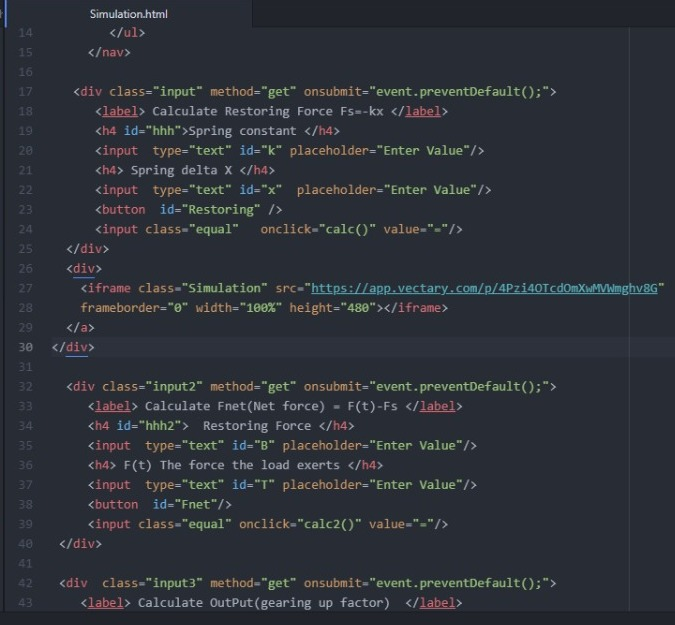 Simulation.html
14 </ul>
15 </nav>
16
17 <div class="input" method="get" onsubmit="event.preventDefault();">
18 <label> Calculate Restoring Force Fs=-kx </label>
19 <h4 id="hhh">Spring constant </h4>
20 <input  type="text" id="k" placeholder="Enter Value"/>
21 <h4> Spring delta X </h4>
22 <input  type="text" id="x"  placeholder="Enter Value"/>
23 <button  id="Restoring" />
24 <input class="equal"   onclick="calc()" value="="/>
25 </div>
26 <div>
27 <iframe class="Simulation" src="https://app.vectary.com/p/4Pzi4OTcdOmXwMVWmghv8G"
28 frameborder="0" width="100%" height="480"></iframe>
29 </a>
30 </div>
31
32 <div class="input2" method="get" onsubmit="event.preventDefault();">
33 <label> Calculate Fnet(Net force) = F(t)-Fs </label>
34 <h4 id="hhh2">  Restoring Force </h4>
35 <input  type="text" id="B" placeholder="Enter Value"/>
36 <h4> F(t) The force the load exerts </h4>
37 <input  type="text" id="T" placeholder="Enter Value"/>
38 <button  id="Fnet"/>
39 <input class="equal" onclick="calc2()" value="="/>
40 </div>
41
42 <div  class="input3" method="get" onsubmit="event.preventDefault();">
43 <label> Calculate OutPut(gearing up factor)  </label>